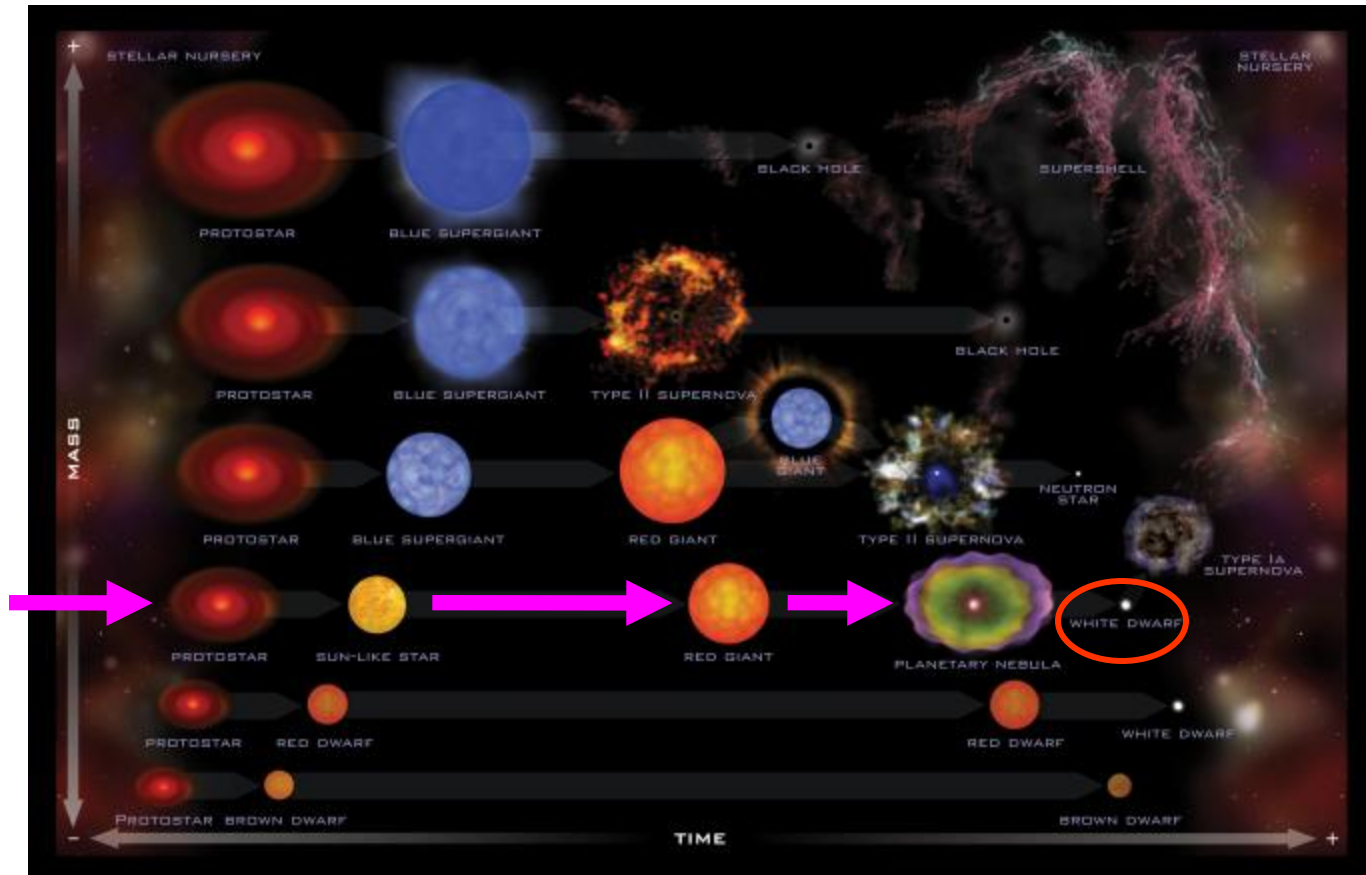 +
STELLAR NURSERY
STELLAR
NURSERY
BLACK HOLE
SUPERSHELL
PROTOSTAR
BLUE SUPERGIANT
BLACK HOLE
PROTOSTAR
BLUE SUPERGIANT
TYPE II SUPERNOVA
MASS
BLUE
GIANT
NEUTRON
STAR
PROTOSTAR
BLUE SUPERGIANT
RED GIANT
TYPE II SUPERNOVA
TYPE IA
SUPERNOVA
WHITE DWARF
PROTOSTAR
SUN-LIKE STAR
RED GIANT
PLANETARY NEBULA
PROTOSTAR
RED DWARF
RED DWARF
WHITE DWARF
PROTOSTAR
BROWN DWARF
BROWN DWARF
-
TIME
+